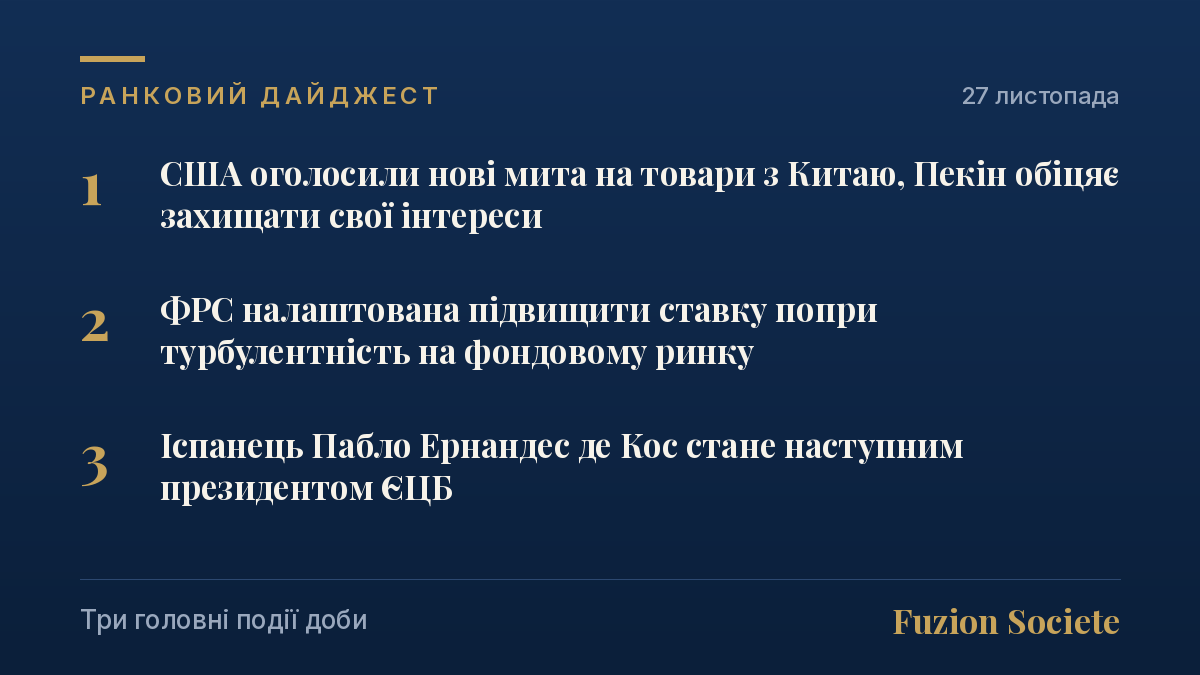 РАНКОВИЙ ДАЙДЖЕСТ
27 листопада
1
США оголосили нові мита на товари з Китаю, Пекін обіцяє
захищати свої інтереси
2
ФРС налаштована підвищити ставку попри
турбулентність на фондовому ринку
3
Іспанець Пабло Ернандес де Кос стане наступним
президентом ЄЦБ
Три головні події доби
Fuzion Societe